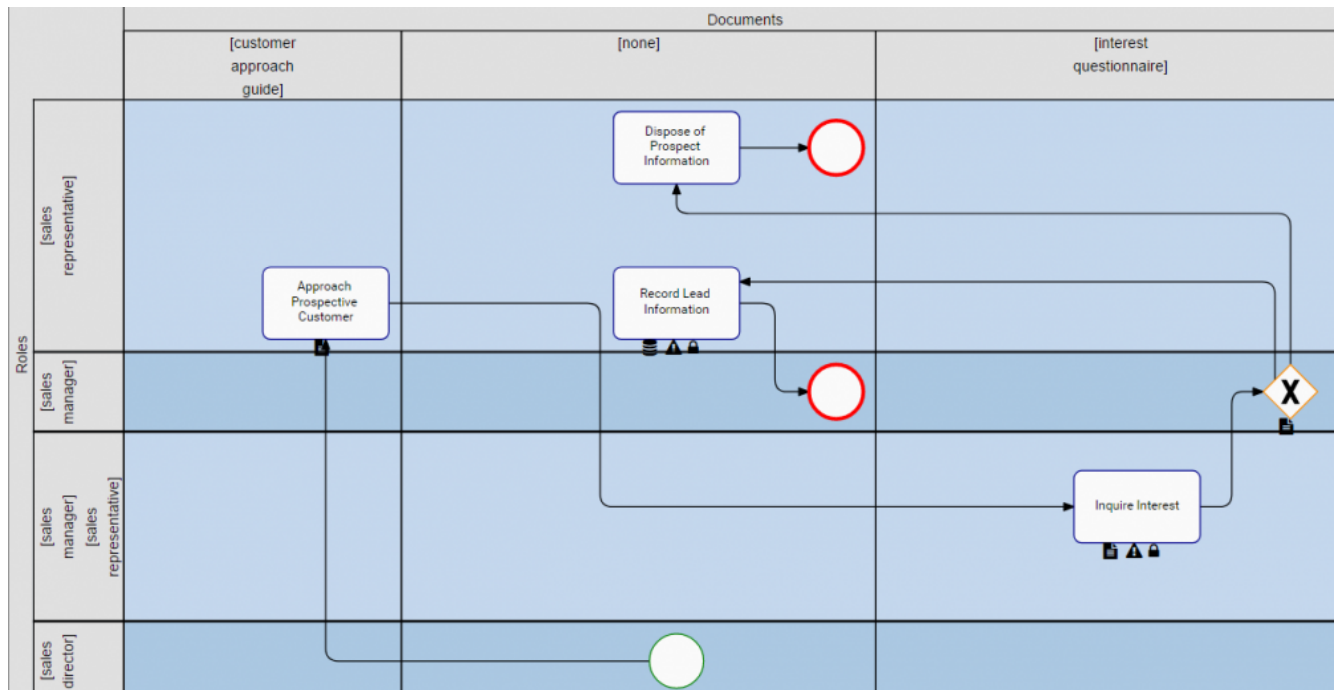 Documents
[customer
approach
guide]
[none]
[interest
questionnaire]
Roles
[sales
representative]
Dispose of
Prospect
Information
Approach
Prospective
Customer
Record Lead
Information
[sales
manager]
X
[sales
manager]
[sales
representative]
Inquire Interest
[sales
director]